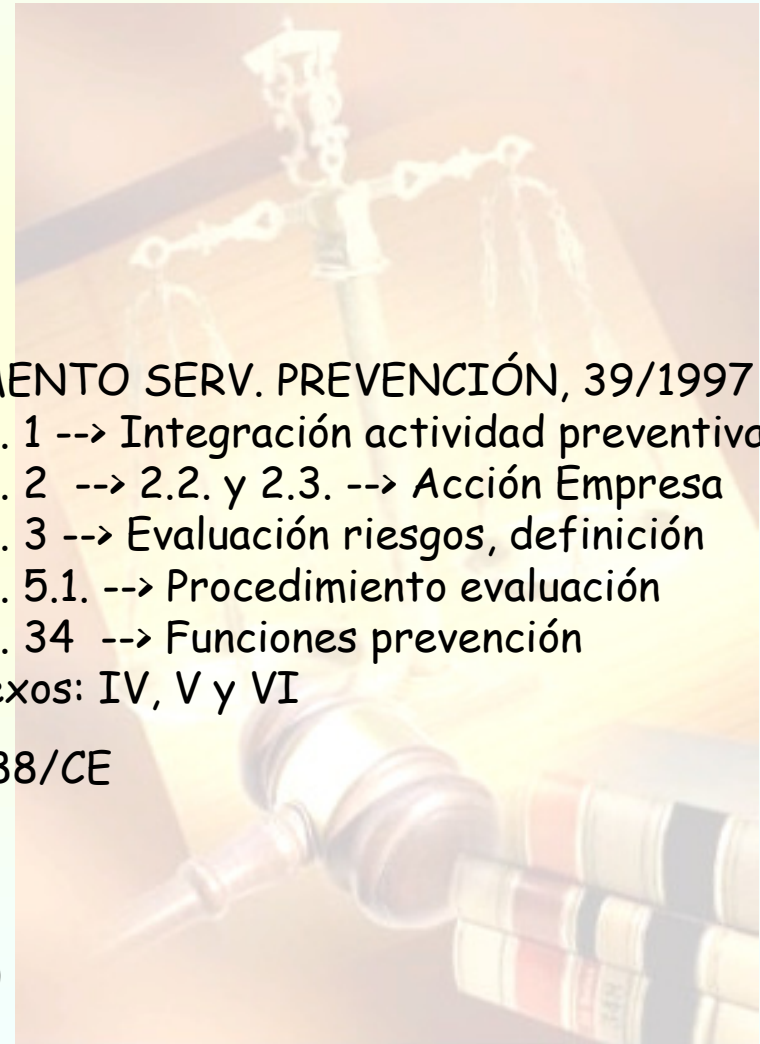 MENTO SERV. PREVENCIÓN, 39/1997
. 1 --> Integración actividad preventiva
. 2 --> 2.2. y 2.3. --> Acción Empresa
. 3 --> Evaluación riesgos, definición
. 5.1. --> Procedimiento evaluación
. 34 --> Funciones prevención
exos: IV, V y VI
88/CE
)